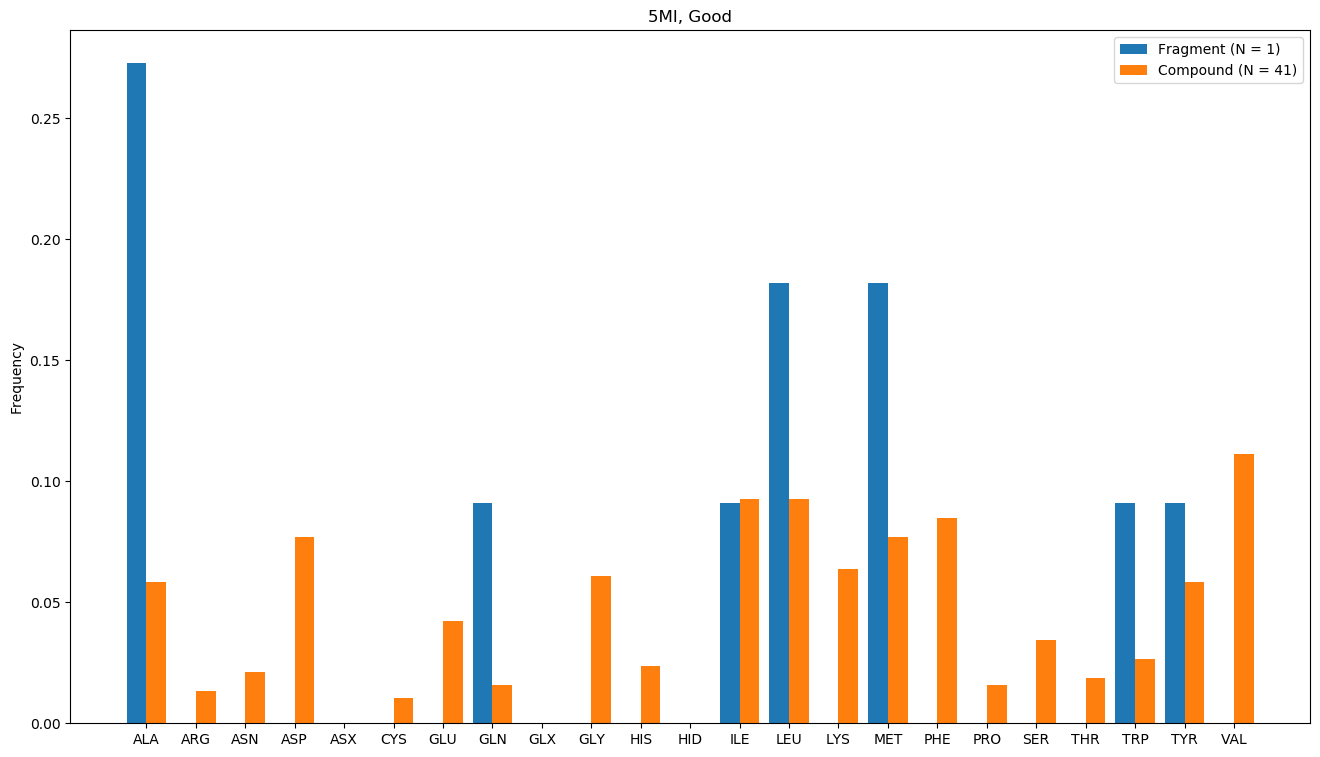 5MI, Good
Fragment (N = 1)
Compound (N = 41)
Frequency
0.25
0.20
0.15
0.10
0.05
0.00
ALA ARG ASN ASP ASX CYS GLU GLN GLX GLY HIS HID ILE LEU LYS MET PHE PRO SER THR TRP TYR VAL